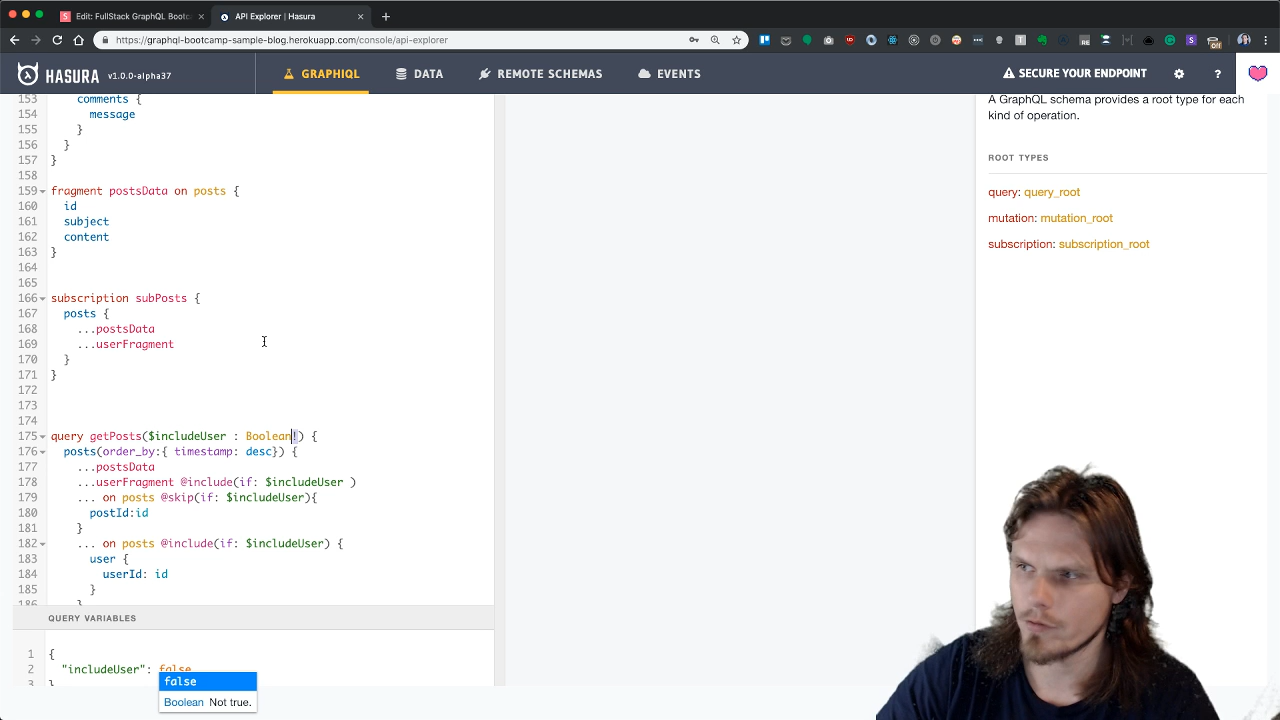 Edit: FullStack GraphQL Bootc
API Explorer | Hasura
https://graphql-bootcamp-sample-blog.herokuapp.com/console/api-explorer
HASURA v1.0.0-alpha37
GRAPHIQL
DATA
REMOTE SCHEMAS
EVENTS
SECURE YOUR ENDPOINT
?
153 comments {
154 message
155 }
156 }
157 }
158
159 fragment postsData on posts {
160 id
161 subject
162 content
163 }
164
165
166 subscription subPosts {
167 posts {
168 ...postsData
169 ...userFragment
170 }
171 }
172
173
174
175 query getPosts($includeUser : Boolean!) {
176 posts(order_by:{ timestamp: desc}) {
177 ...postsData
178 ...userFragment @include(if: $includeUser )
179 ... on posts @skip(if: $includeUser){
180 postId:id
181 }
182 ... on posts @include(if: $includeUser) {
183 user {
184 userId: id
185 }
186 }
QUERY VARIABLES
1 {
2 "includeUser": false
3 }
false
Boolean Not true.
A GraphQL schema provides a root type for each
kind of operation.
ROOT TYPES
query: query_root
mutation: mutation_root
subscription: subscription_root